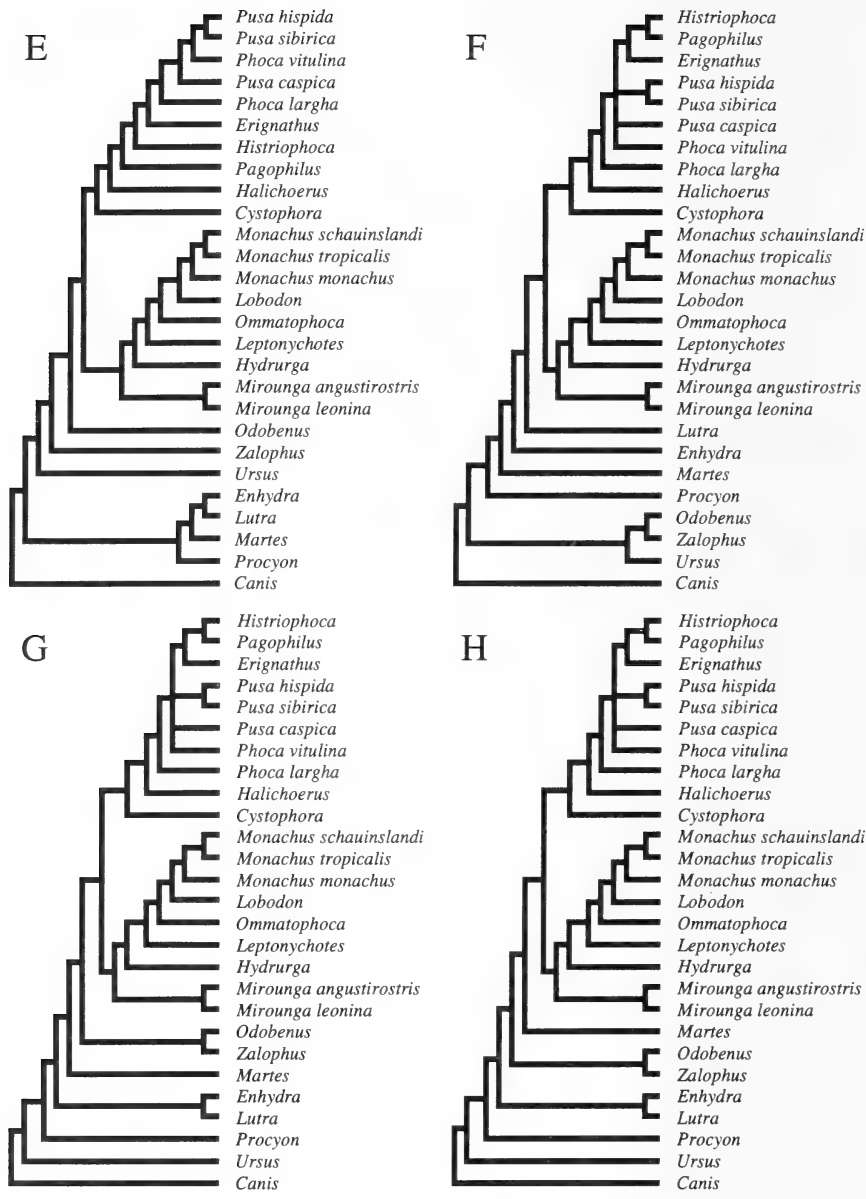 E
Pusa hispida
Pusa sibirica
Phoca vitulina
Pusa caspica
Phoca largha
Erignathus
Histriophoca
Pagophilus
Halichoerus
Cystophora
Monachus schauinslandi
Monachus tropicalis
Monachus monachus
Lobodon
Ommatophoca
Leptonychotes
Hydrurga
Mirounga angustirostris
Mirounga leonina
Odobenus
Zalophus
Ursus
Enhydra
Lutra
Martes
Procyon
Canis
F
Histriophoca
Pagophilus
Erignathus
Pusa hispida
Pusa sibirica
Pusa caspica
Phoca vitulina
Phoca largha
Halichoerus
Cystophora
Monachus schauinslandi
Monachus tropicalis
Monachus monachus
Lobodon
Ommatophoca
Leptonychotes
Hydrurga
Mirounga angustirostris
Mirounga leonina
Lutra
Enhydra
Martes
Procyon
Odobenus
Zalophus
Ursus
Canis
G
Histriophoca
Pagophilus
Erignathus
Pusa hispida
Pusa sibirica
Pusa caspica
Phoca vitulina
Phoca largha
Halichoerus
Cystophora
Monachus schauinslandi
Monachus tropicalis
Monachus monachus
Lobodon
Ommatophoca
Leptonychotes
Hydrurga
Mirounga angustirostris
Mirounga leonina
Odobenus
Zalophus
Martes
Enhydra
Lutra
Procyon
Ursus
Canis
H
Histriophoca
Pagophilus
Erignathus
Pusa hispida
Pusa sibirica
Pusa caspica
Phoca vitulina
Phoca largha
Halichoerus
Cystophora
Monachus schauinslandi
Monachus tropicalis
Monachus monachus
Lobodon
Ommatophoca
Leptonychotes
Hydrurga
Mirounga angustirostris
Mirounga leonina
Martes
Odobenus
Zalophus
Enhydra
Lutra
Procyon
Ursus
Canis